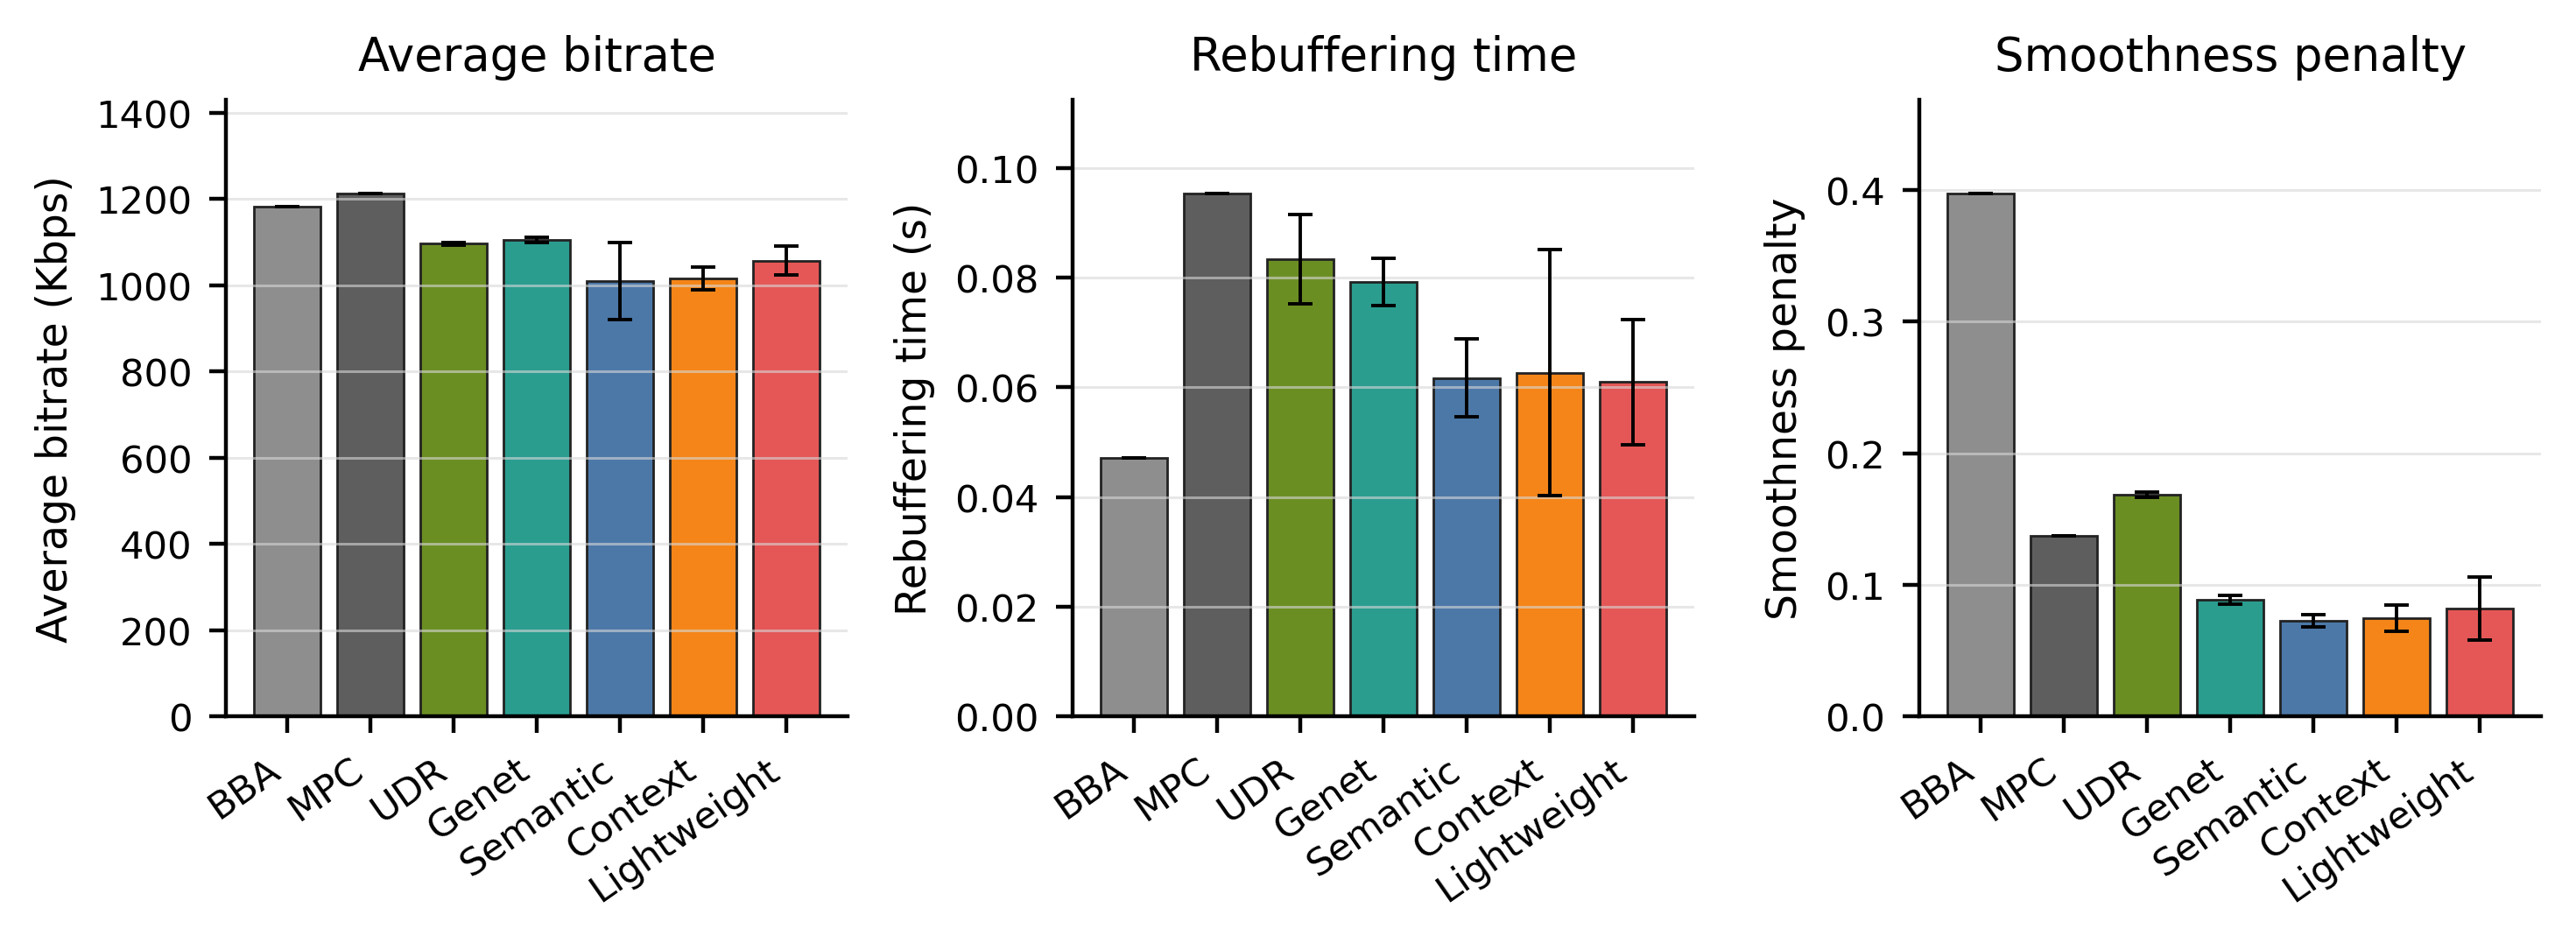 Average bitrate
Average bitrate (Kbps)
1400
1200
1000
800
600
400
200
0
BBA
MPC
UDR
Genet
Semantic
Context
Lightweight
Rebuffering time
Rebuffering time (s)
0.10
0.08
0.06
0.04
0.02
0.00
BBA
MPC
UDR
Genet
Semantic
Context
Lightweight
Smoothness penalty
Smoothness penalty
0.4
0.3
0.2
0.1
0.0
BBA
MPC
UDR
Genet
Semantic
Context
Lightweight